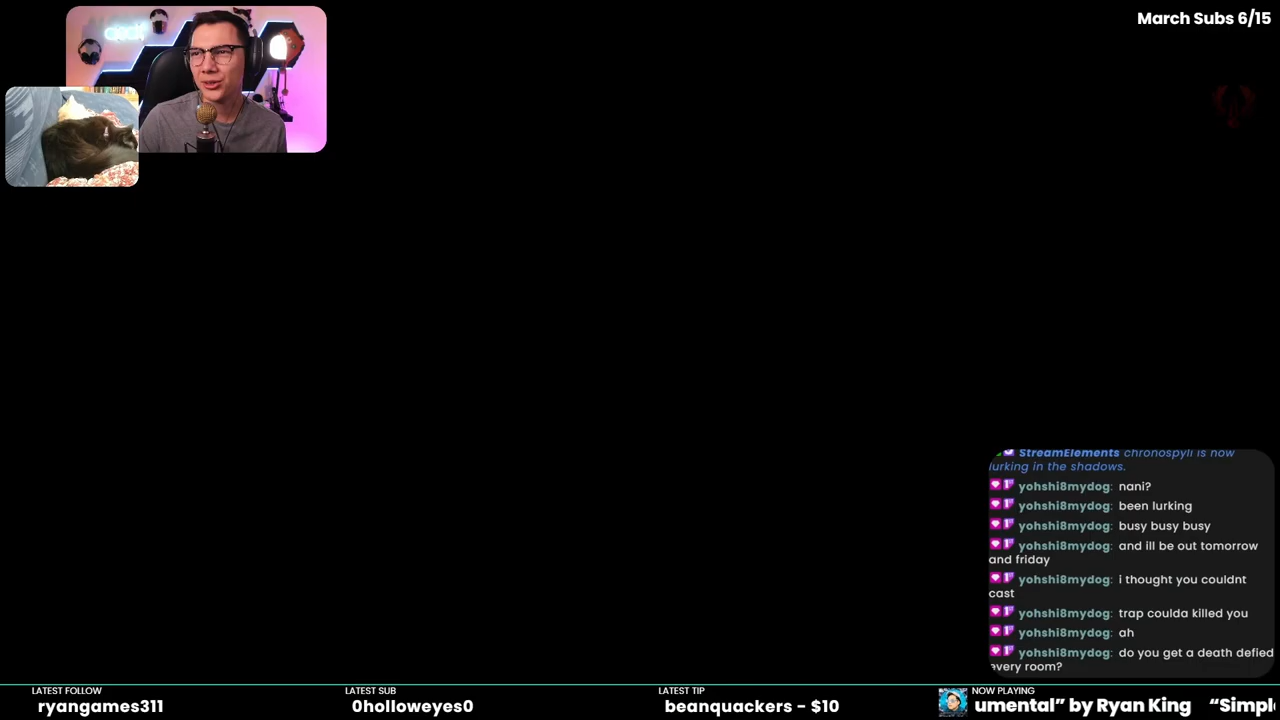 March Subs 6/15
StreamElements chronospyli is now
lurking in the shadows.
yohshi8mydog: nani?
yohshi8mydog: been lurking
yohshi8mydog: busy busy busy
yohshi8mydog: and ill be out tomorrow
and friday
yohshi8mydog: i thought you couldnt
cast
yohshi8mydog: trap coulda killed you
yohshi8mydog: ah
yohshi8mydog: do you get a death defied
every room?
LATEST FOLLOW
ryangames311
LATEST SUB
0holloweyes0
LATEST TIP
beanquackers - $10
NOW PLAYING
umental” by Ryan King “Simpl